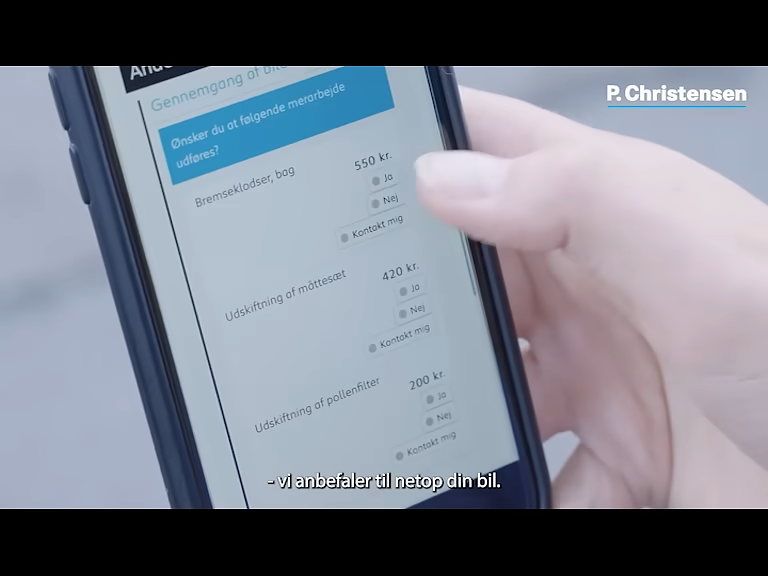 P. Christensen
Gennemgang af
Ønsker du at følgende merarbejde
udføres?
Bremseklodser, bag
550 kr.
Ja
Nej
Kontakt mig
Udskiftning af måttesæt
420 kr.
Ja
Nej
Kontakt mig
Udskiftning af pollenfilter
200 kr.
Ja
Nej
Kontakt mig
- vi anbefaler til netop din bil.